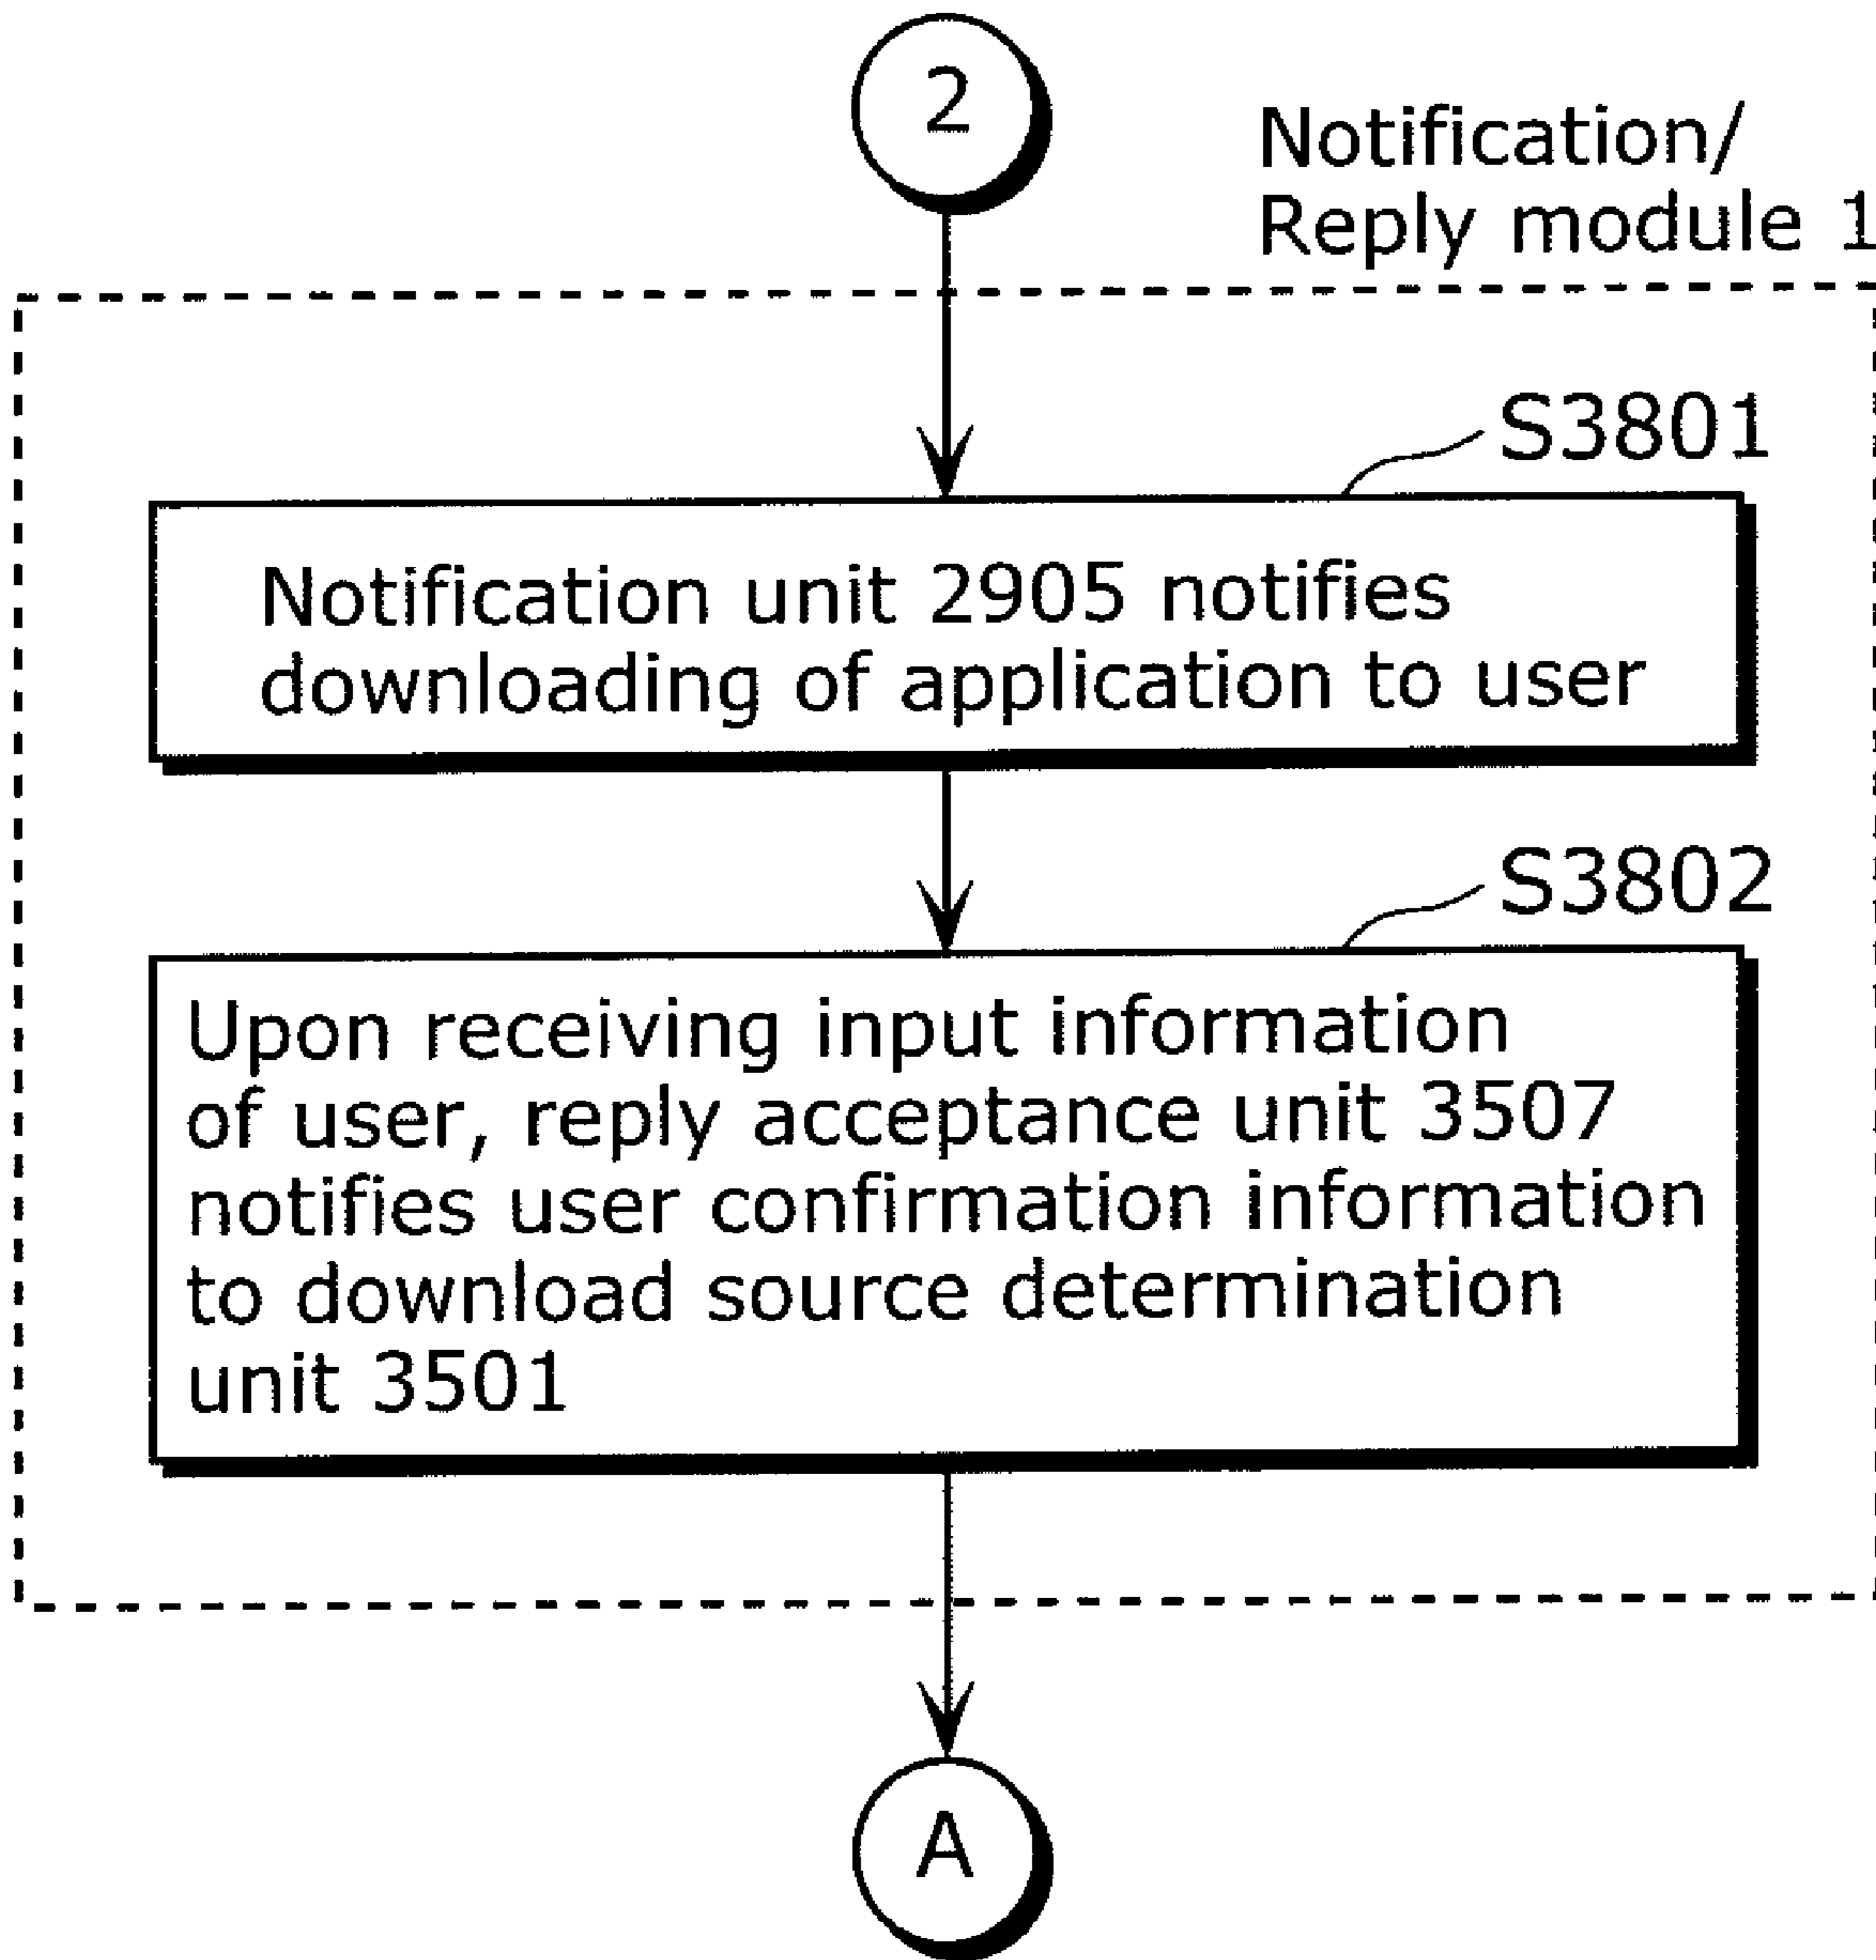 2
Notification/
Reply module 1
S3801
Notification unit 2905 notifies
downloading of application to user
S3802
Upon receiving input information
of user, reply acceptance unit 3507
notifies user confirmation information
to download source determination
unit 3501
A